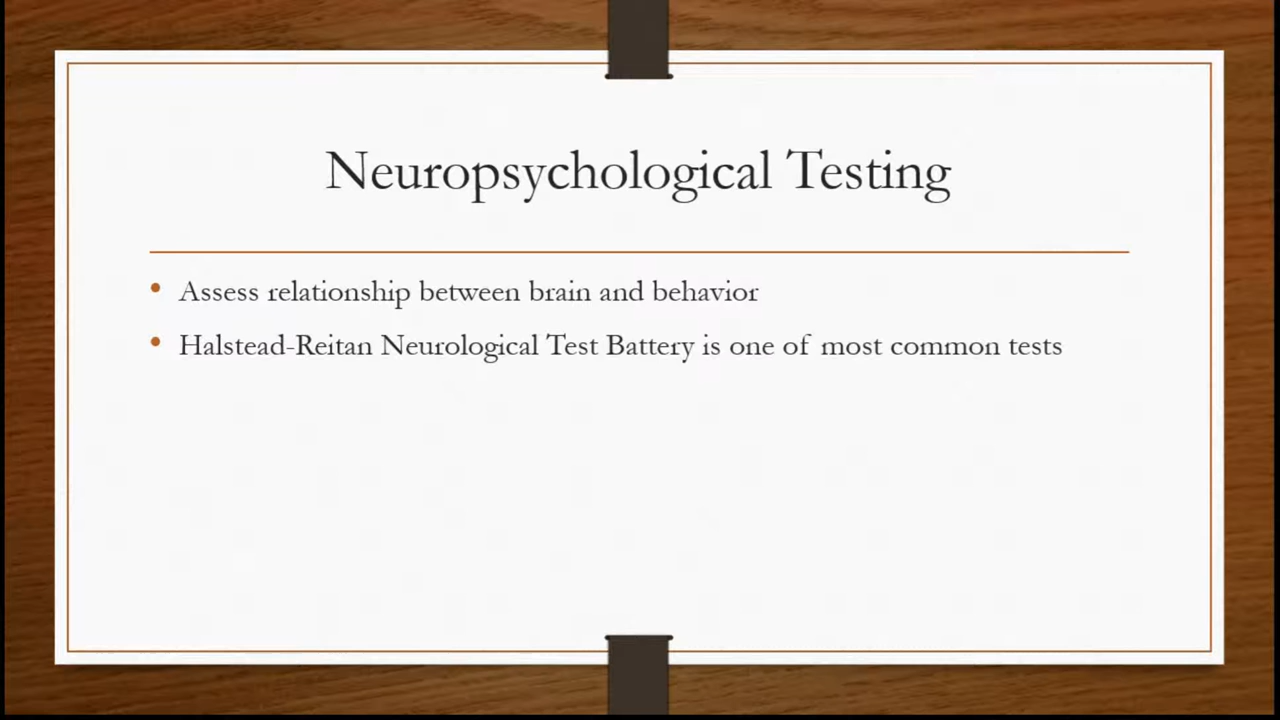 Neuropsychological Testing
• Assess relationship between brain and behavior
• Halstead-Reitan Neurological Test Battery is one of most common tests